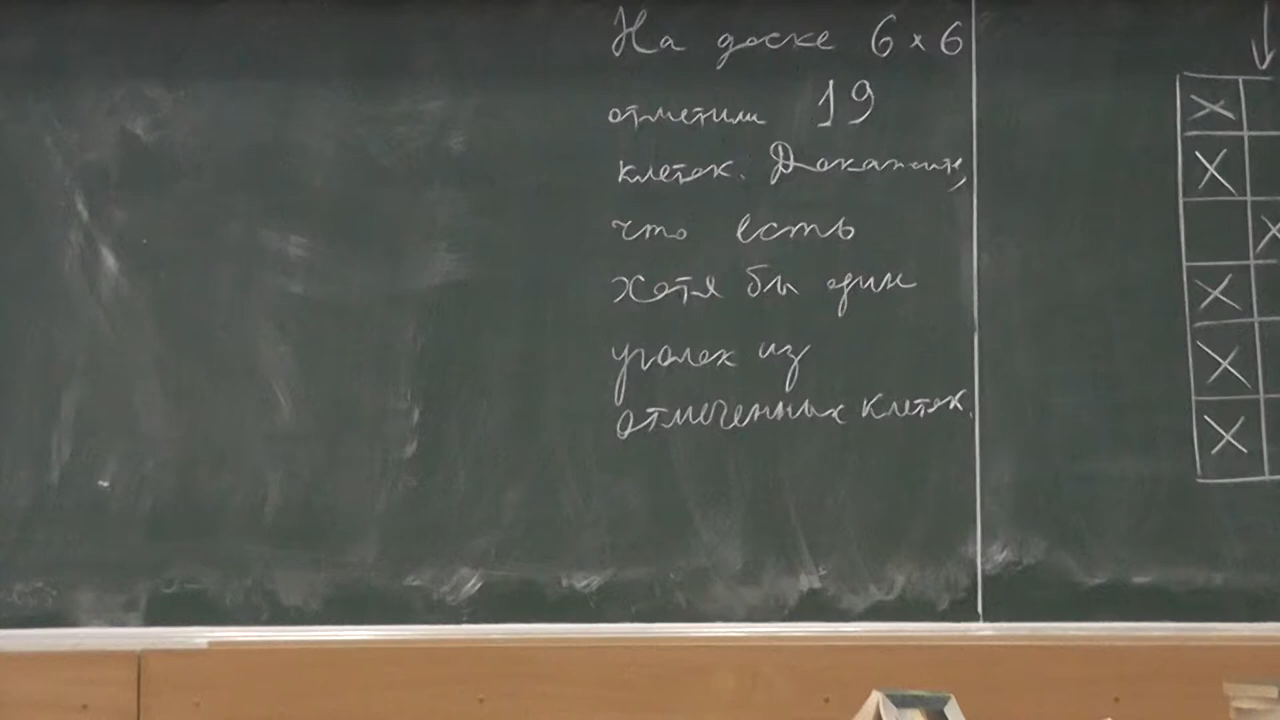 На доске 6 × 6
отметили 19
клеток. Докажите,
что есть
хотя бы один
уголок из
отмеченных клеток.